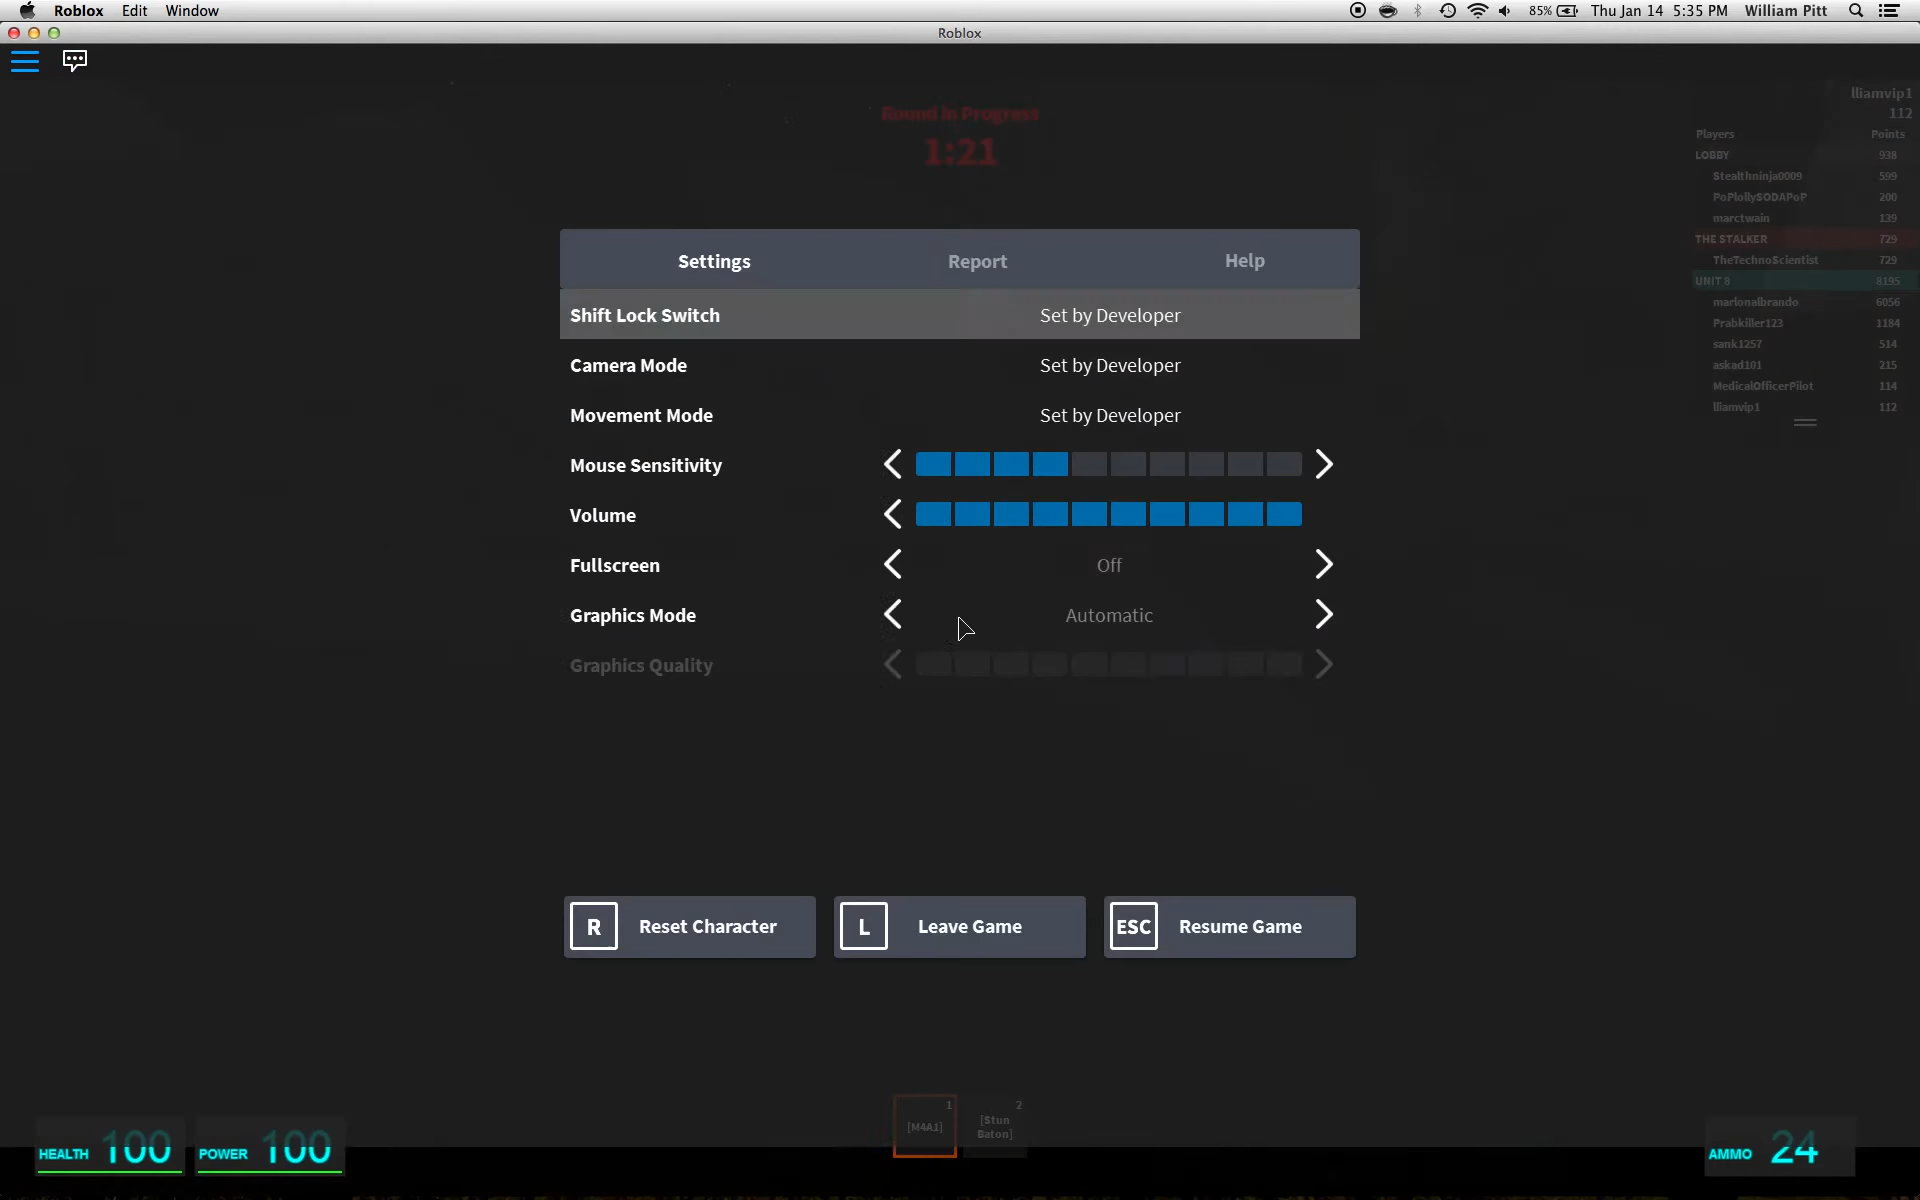 Roblox Edit Window 85% Thu Jan 14 5:35 PM William Pitt
Roblox
Round in Progress
1:21
lliamvip1
112
Players Points
LOBBY 938
Stealthninja0009 599
PoPlollySODAPoP 200
marctwain 139
THE STALKER 729
TheTechnoScientist 729
UNIT 8 8195
marlonalbrando 6056
Prabkiller123 1184
sank1257 514
askad101 215
MedicalOfficerPilot 114
lliamvip1 112
Settings Report Help
Shift Lock Switch Set by Developer
Camera Mode Set by Developer
Movement Mode Set by Developer
Mouse Sensitivity
Volume
Fullscreen Off
Graphics Mode Automatic
Graphics Quality
R Reset Character L Leave Game ESC Resume Game
1
[M4A1]
2
[Stun
Baton]
HEALTH 100 POWER 100
AMMO 24